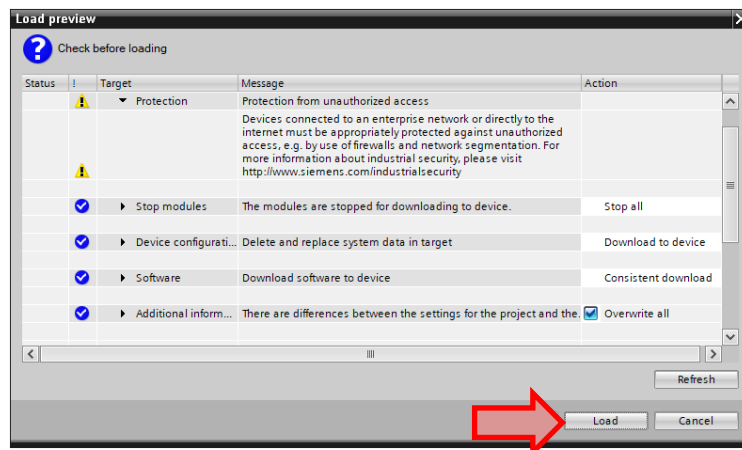 Load preview
Check before loading
Status ! Target Message Action
Protection Protection from unauthorized access
Devices connected to an enterprise network or directly to the
internet must be appropriately protected against unauthorized
access, e.g. by use of firewalls and network segmentation. For
more information about industrial security, please visit
http://www.siemens.com/industrialsecurity
Stop modules The modules are stopped for downloading to device. Stop all
Device configurati... Delete and replace system data in target Download to device
Software Download software to device Consistent download
Additional inform... There are differences between the settings for the project and the. Overwrite all
Refresh
Load Cancel